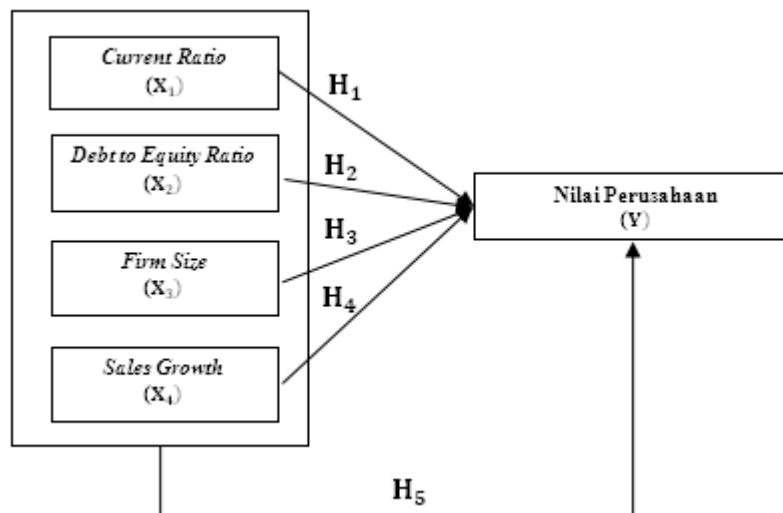 Current Ratio
(X₁)
H₁
Debt to Equity Ratio
(X₂)
H₂
Nilai Perusahaan
(Y)
Firm Size
(X₃)
H₃
Sales Growth
(X₄)
H₄
H₅